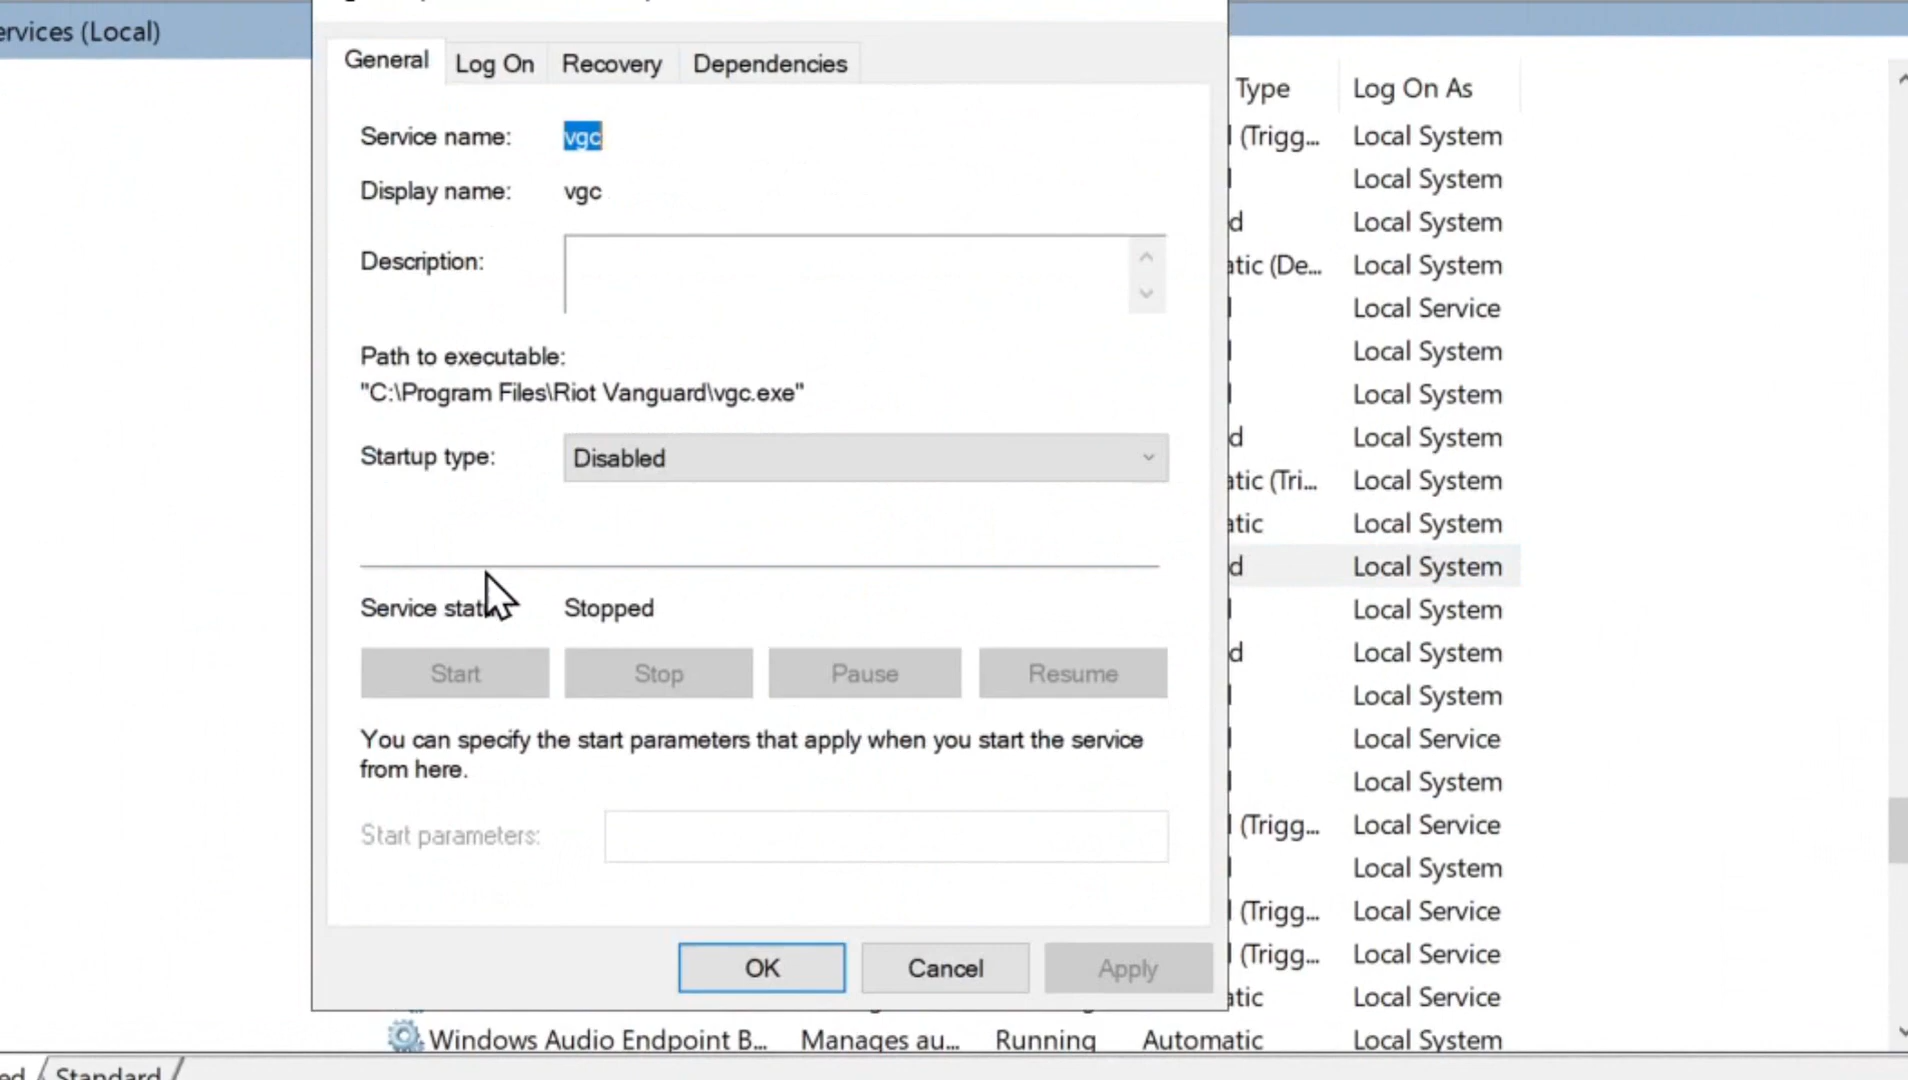 ervices (Local)
General
Log On
Recovery
Dependencies
Service name:
vgc
Display name:
vgc
Description:
Path to executable:
"C:\Program Files\Riot Vanguard\vgc.exe"
Startup type:
Disabled
Stopped
Service stat
Start
Stop
Pause
Resume
You can specify the start parameters that apply when you start the service
from here.
Start parameters:
OK
Cancel
Apply
Type
Log On As
l (Trigg...
Local System
l
Local System
d
Local System
atic (De...
Local System
l
Local Service
l
Local System
l
Local System
d
Local System
atic (Tri...
Local System
atic
Local System
d
Local System
l
Local System
d
Local System
l
Local System
l
Local Service
l
Local System
l (Trigg...
Local Service
l
Local System
l (Trigg...
Local Service
l (Trigg...
Local System
atic
Local Service
Windows Audio Endpoint B...
Manages au...
Running
Automatic
Local System
ed
Standard